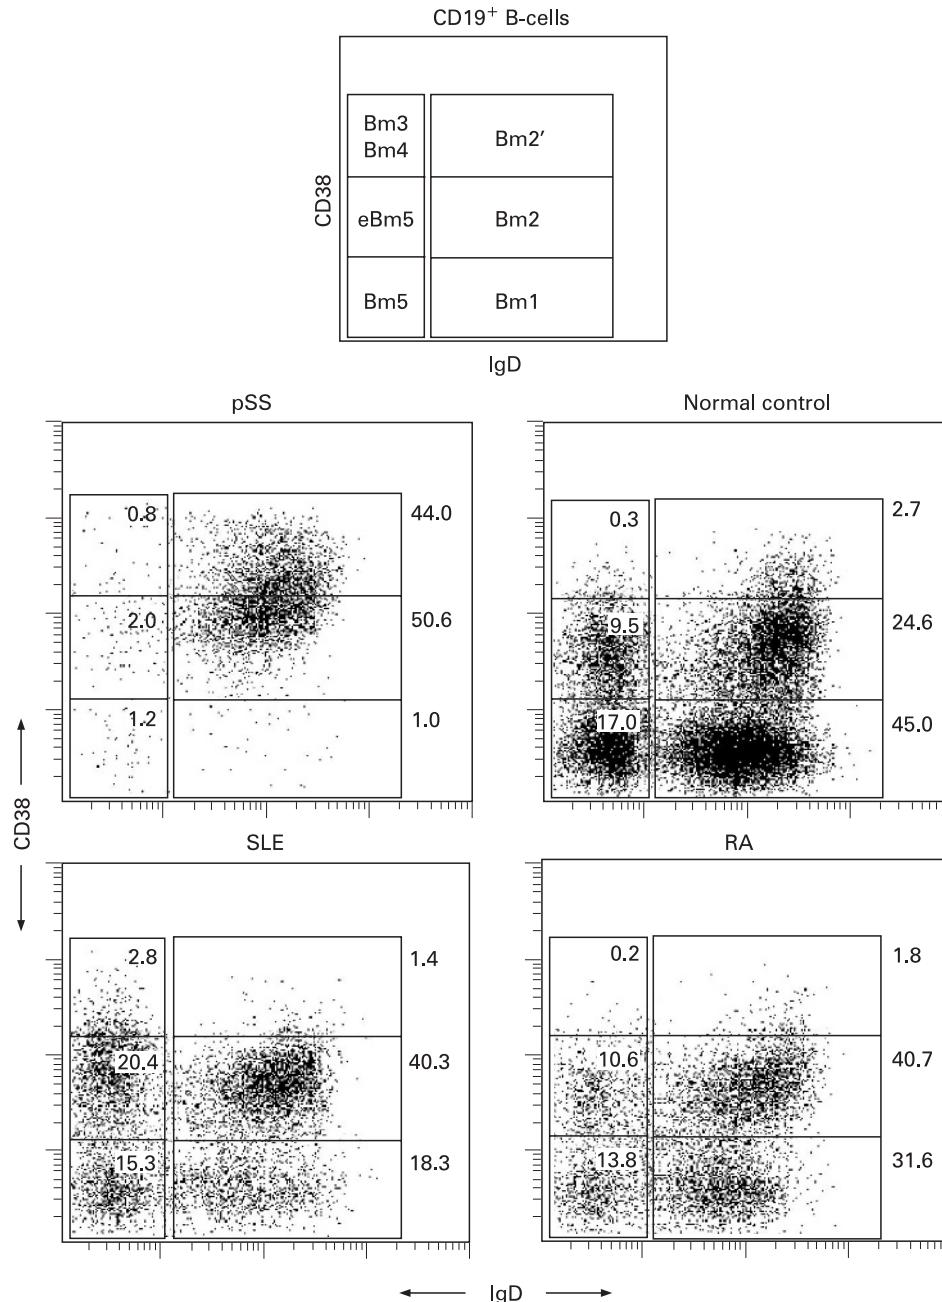 CD19+ B-cells
Bm3
Bm4
Bm2′
CD38
eBm5
Bm2
Bm5
Bm1
IgD
pSS
Normal control
0.8
44.0
0.3
2.7
2.0
50.6
9.5
24.6
1.2
1.0
17.0
45.0
CD38
SLE
RA
2.8
1.4
0.2
1.8
20.4
40.3
10.6
40.7
15.3
18.3
13.8
31.6
IgD